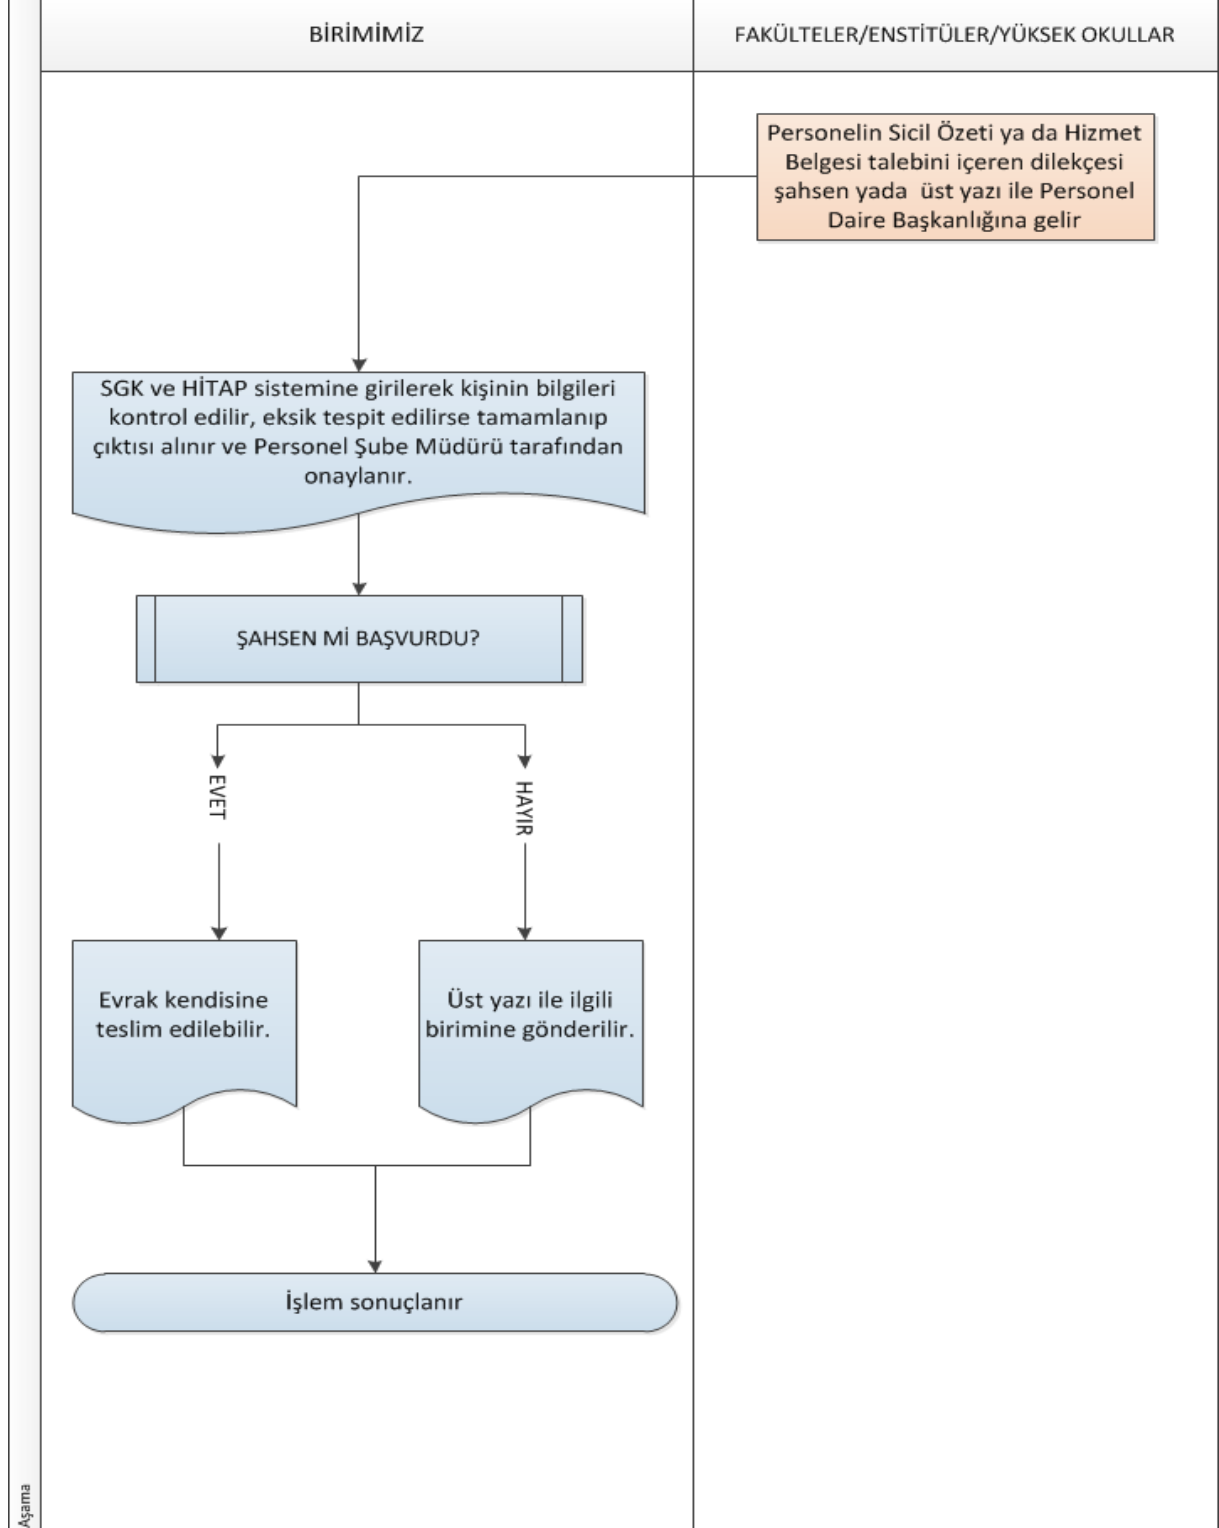 BİRİMİMİZ
FAKÜLTELER/ENSTİTÜLER/YÜKSEK OKULLAR
Personelin Sicil Özeti ya da Hizmet
Belgesi talebini içeren dilekçesi
şahsen yada  üst yazı ile Personel
Daire Başkanlığına gelir
SGK ve HİTAP sistemine girilerek kişinin bilgileri
kontrol edilir, eksik tespit edilirse tamamlanıp
çıktısı alınır ve Personel Şube Müdürü tarafından
onaylanır.
ŞAHSEN Mİ BAŞVURDU?
EVET
HAYIR
Evrak kendisine
teslim edilebilir.
Üst yazı ile ilgili
birimine gönderilir.
İşlem sonuçlanır
Aşama